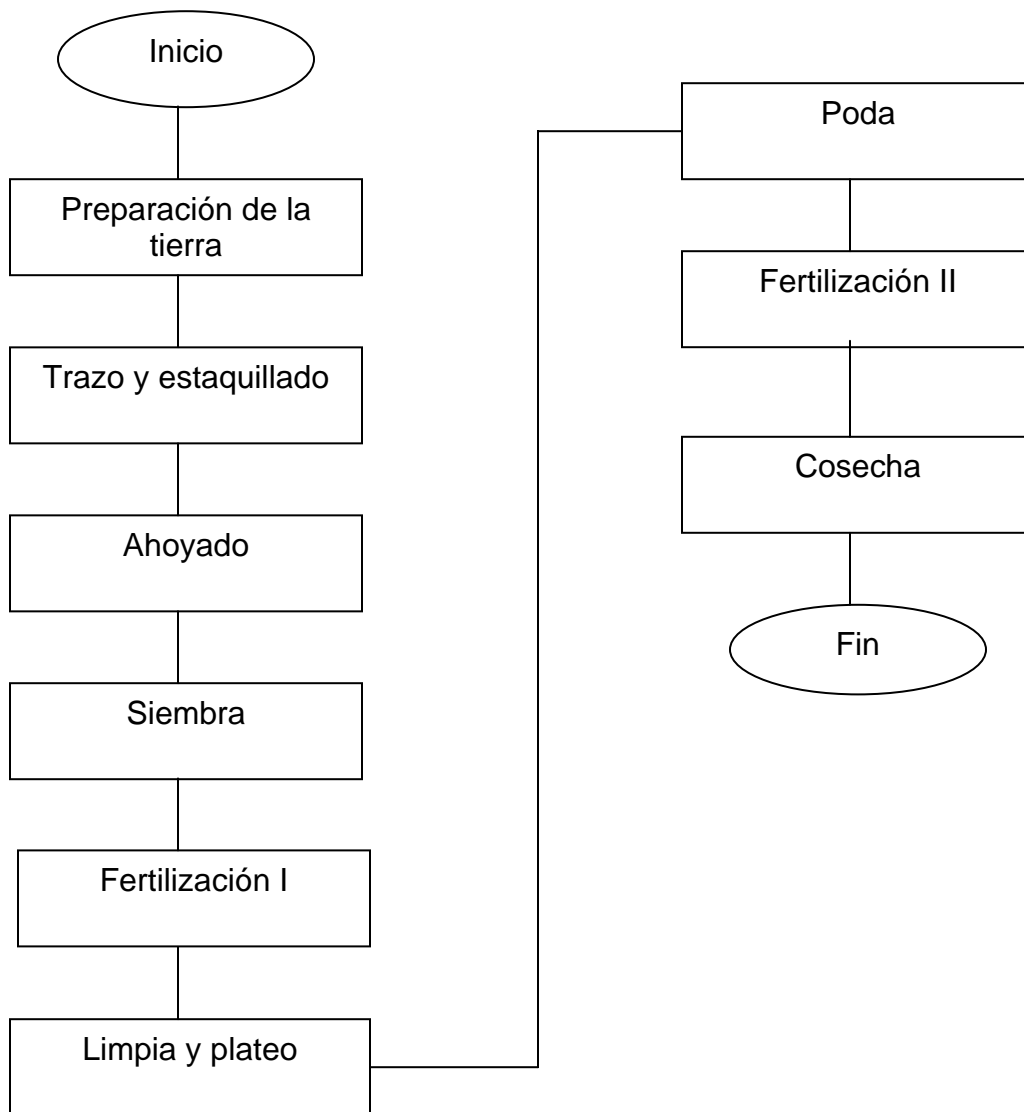 Inicio
Preparación de la
tierra
Trazo y estaquillado
Ahoyado
Siembra
Fertilización I
Limpia y plateo
Poda
Fertilización II
Cosecha
Fin